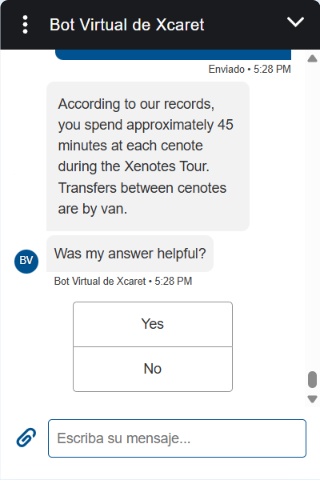 Bot Virtual de Xcaret
Enviado • 5:28 PM
According to our records,
you spend approximately 45
minutes at each cenote
during the Xenotes Tour.
Transfers between cenotes
are by van.
Was my answer helpful?
BV
Bot Virtual de Xcaret • 5:28 PM
Yes
No
Escriba su mensaje...